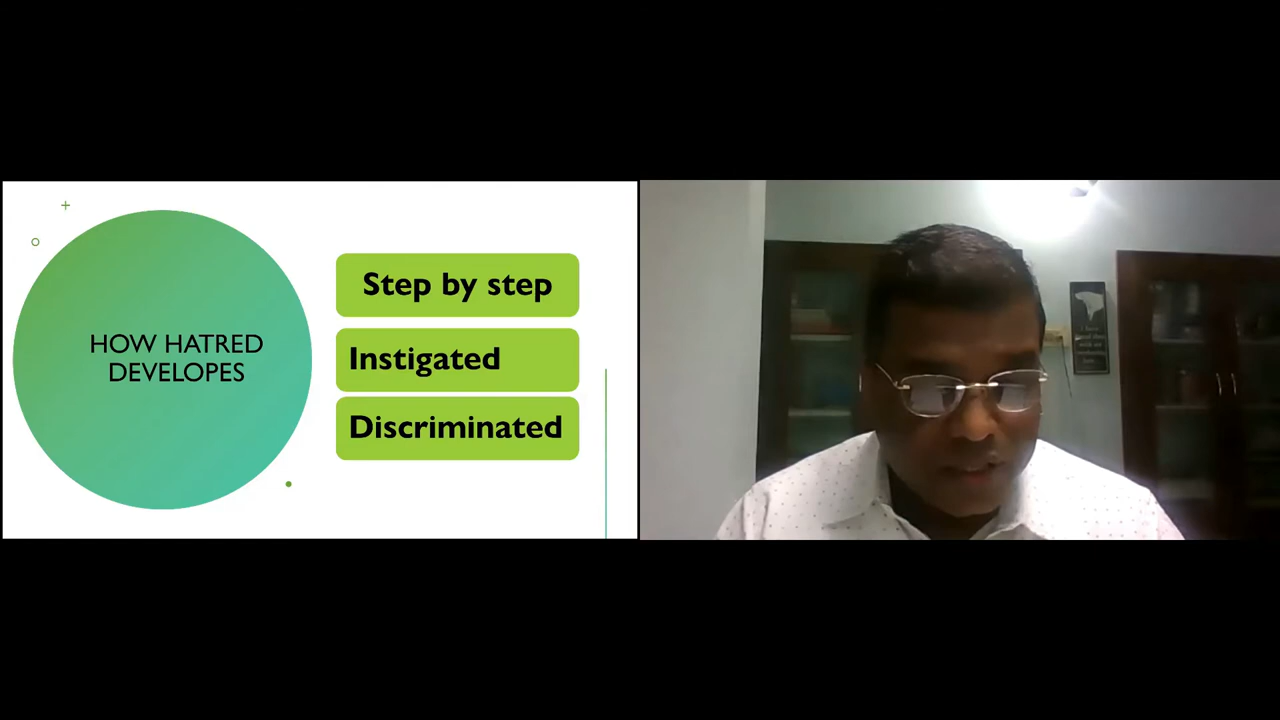 HOW HATRED
DEVELOPES
Step by step
Instigated
Discriminated